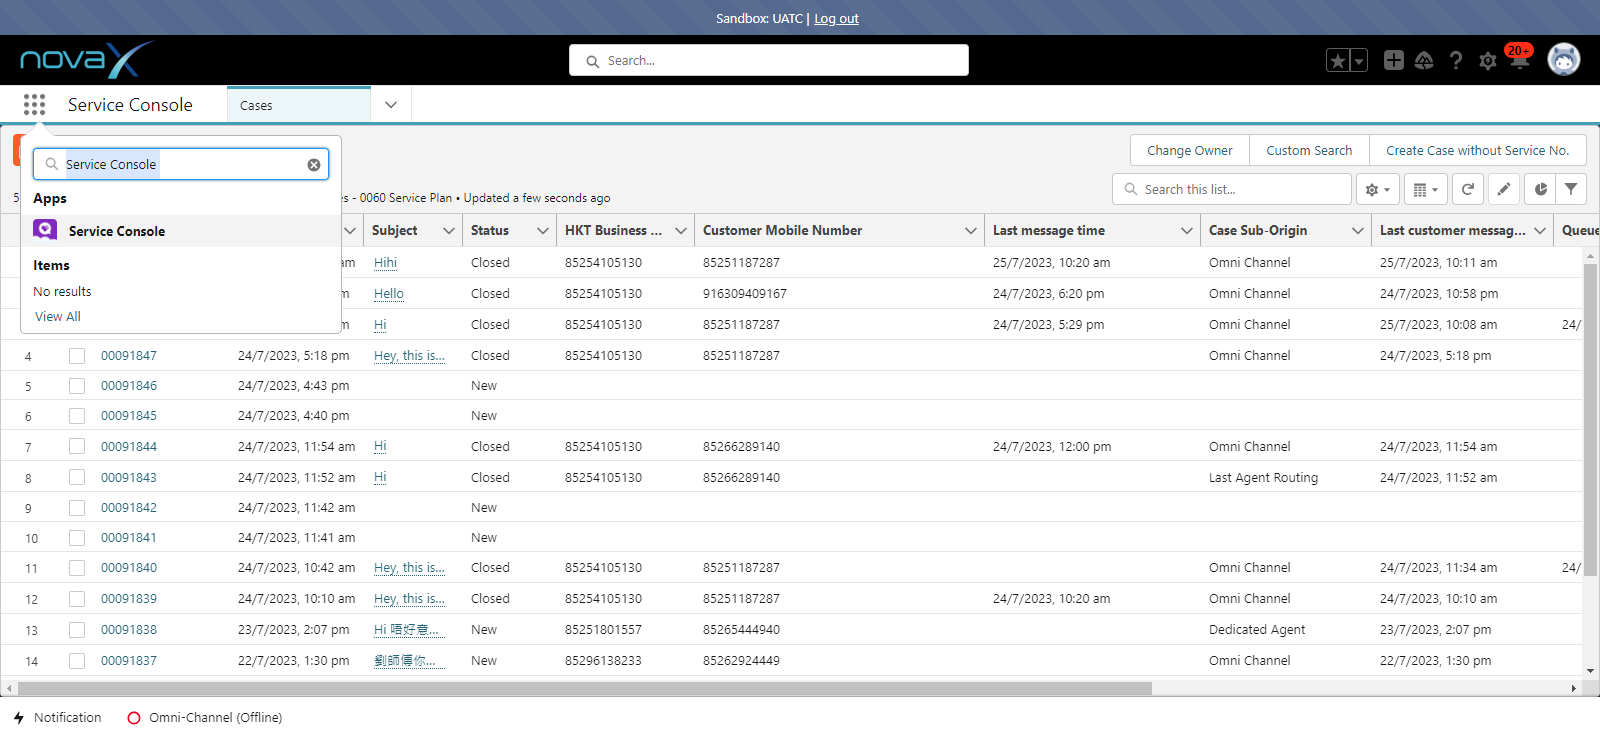 Sandbox: UATC | Log out
novaX
Search...
20+
Service Console
Cases
Service Console
Apps
Service Console
Items
No results
View All
Change Owner
Custom Search
Create Case without Service No.
5
s - 0060 Service Plan • Updated a few seconds ago
Search this list...
Subject Status HKT Business ... Customer Mobile Number Last message time Case Sub-Origin Last customer messag... Queue
am Hihi Closed 85254105130 85251187287 25/7/2023, 10:20 am Omni Channel 25/7/2023, 10:11 am
m Hello Closed 85254105130 916309409167 24/7/2023, 6:20 pm Omni Channel 24/7/2023, 10:58 pm
m Hi Closed 85254105130 85251187287 24/7/2023, 5:29 pm Omni Channel 25/7/2023, 10:08 am 24/
4 00091847 24/7/2023, 5:18 pm Hey, this is... Closed 85254105130 85251187287 Omni Channel 24/7/2023, 5:18 pm
5 00091846 24/7/2023, 4:43 pm New
6 00091845 24/7/2023, 4:40 pm New
7 00091844 24/7/2023, 11:54 am Hi Closed 85254105130 85266289140 24/7/2023, 12:00 pm Omni Channel 24/7/2023, 11:54 am
8 00091843 24/7/2023, 11:52 am Hi Closed 85254105130 85266289140 Last Agent Routing 24/7/2023, 11:52 am
9 00091842 24/7/2023, 11:42 am New
10 00091841 24/7/2023, 11:41 am New
11 00091840 24/7/2023, 10:42 am Hey, this is... Closed 85254105130 85251187287 Omni Channel 24/7/2023, 11:34 am 24/
12 00091839 24/7/2023, 10:10 am Hey, this is... Closed 85254105130 85251187287 24/7/2023, 10:20 am Omni Channel 24/7/2023, 10:10 am
13 00091838 23/7/2023, 2:07 pm Hi 唔好意... New 85251801557 85265444940 Dedicated Agent 23/7/2023, 2:07 pm
14 00091837 22/7/2023, 1:30 pm 劉師傅你... New 85296138233 85262924449 Omni Channel 22/7/2023, 1:30 pm
Notification
Omni-Channel (Offline)